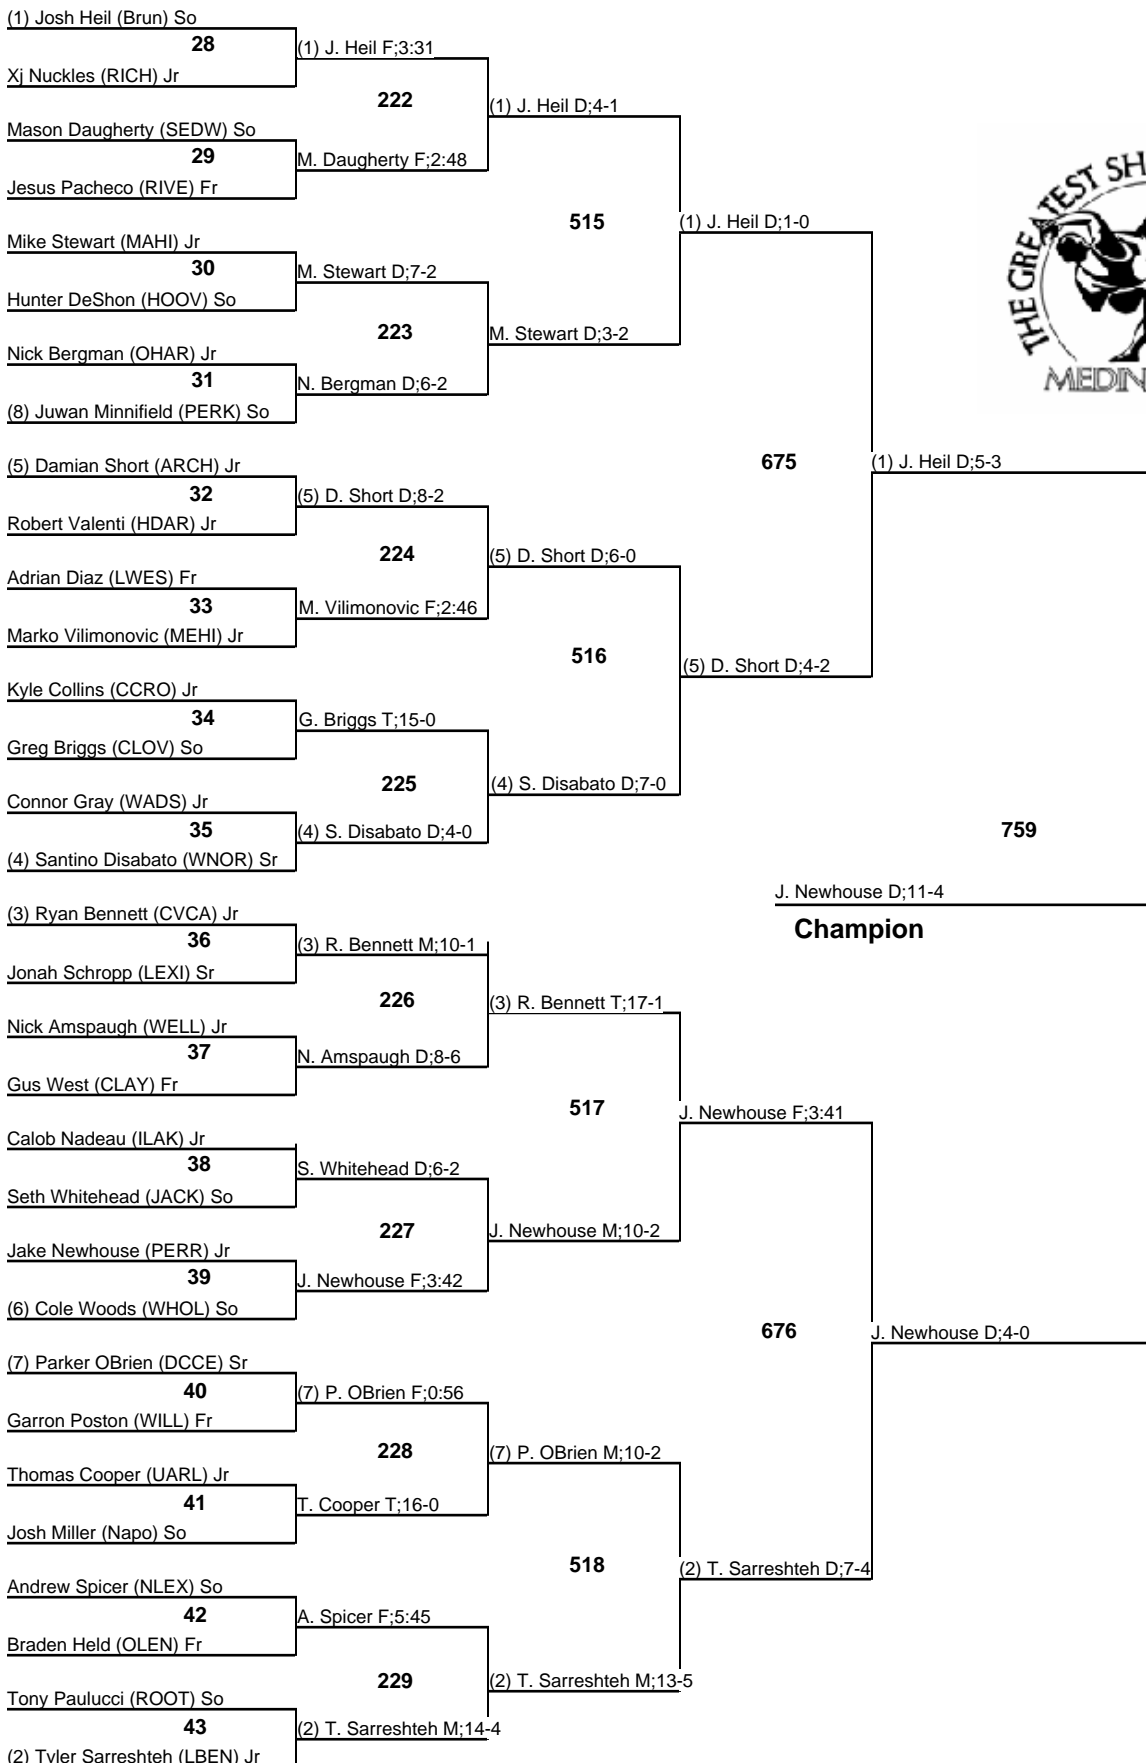 (1) Josh Heil (Brun) So
28
(1) J. Heil F;3:31
Xj Nuckles (RICH) Jr
222
(1) J. Heil D;4-1
Mason Daugherty (SEDW) So
29
M. Daugherty F;2:48
Jesus Pacheco (RIVE) Fr
515
(1) J. Heil D;1-0
Mike Stewart (MAHI) Jr
30
M. Stewart D;7-2
Hunter DeShon (HOOV) So
223
M. Stewart D;3-2
Nick Bergman (OHAR) Jr
31
N. Bergman D;6-2
(8) Juwan Minnifield (PERK) So
THE GREATEST SH
MEDIN
675
(1) J. Heil D;5-3
(5) Damian Short (ARCH) Jr
32
(5) D. Short D;8-2
Robert Valenti (HDAR) Jr
224
(5) D. Short D;6-0
Adrian Diaz (LWES) Fr
33
M. Vilimonovic F;2:46
Marko Vilimonovic (MEHI) Jr
516
(5) D. Short D;4-2
Kyle Collins (CCRO) Jr
34
G. Briggs T;15-0
Greg Briggs (CLOV) So
225
(4) S. Disabato D;7-0
Connor Gray (WADS) Jr
35
(4) S. Disabato D;4-0
(4) Santino Disabato (WNOR) Sr
759
J. Newhouse D;11-4
Champion
(3) Ryan Bennett (CVCA) Jr
36
(3) R. Bennett M;10-1
Jonah Schropp (LEXI) Sr
226
(3) R. Bennett T;17-1
Nick Amspaugh (WELL) Jr
37
N. Amspaugh D;8-6
Gus West (CLAY) Fr
517
J. Newhouse F;3:41
Calob Nadeau (ILAK) Jr
38
S. Whitehead D;6-2
Seth Whitehead (JACK) So
227
J. Newhouse M;10-2
Jake Newhouse (PERR) Jr
39
J. Newhouse F;3:42
(6) Cole Woods (WHOL) So
676
J. Newhouse D;4-0
(7) Parker OBrien (DCCE) Sr
40
(7) P. OBrien F;0:56
Garron Poston (WILL) Fr
228
(7) P. OBrien M;10-2
Thomas Cooper (UARL) Jr
41
T. Cooper T;16-0
Josh Miller (Napo) So
518
(2) T. Sarreshteh D;7-4
Andrew Spicer (NLEX) So
42
A. Spicer F;5:45
Braden Held (OLEN) Fr
229
(2) T. Sarreshteh M;13-5
Tony Paulucci (ROOT) So
43
(2) T. Sarreshteh M;14-4
(2) Tyler Sarreshteh (LBEN) Jr